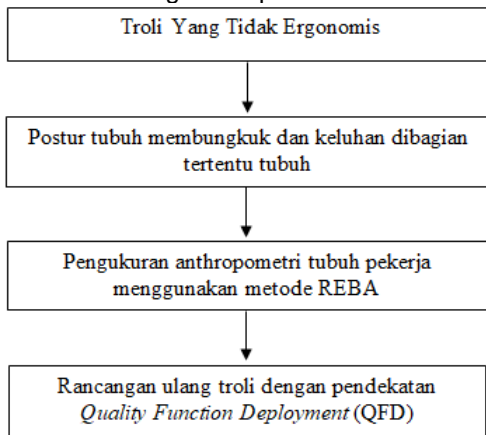 Troli Yang Tidak Ergonomis
Postur tubuh membungkuk dan keluhan dibagian
tertentu tubuh
Pengukuran anthropometri tubuh pekerja
menggunakan metode REBA
Rancangan ulang troli dengan pendekatan
Quality Function Deployment (QFD)